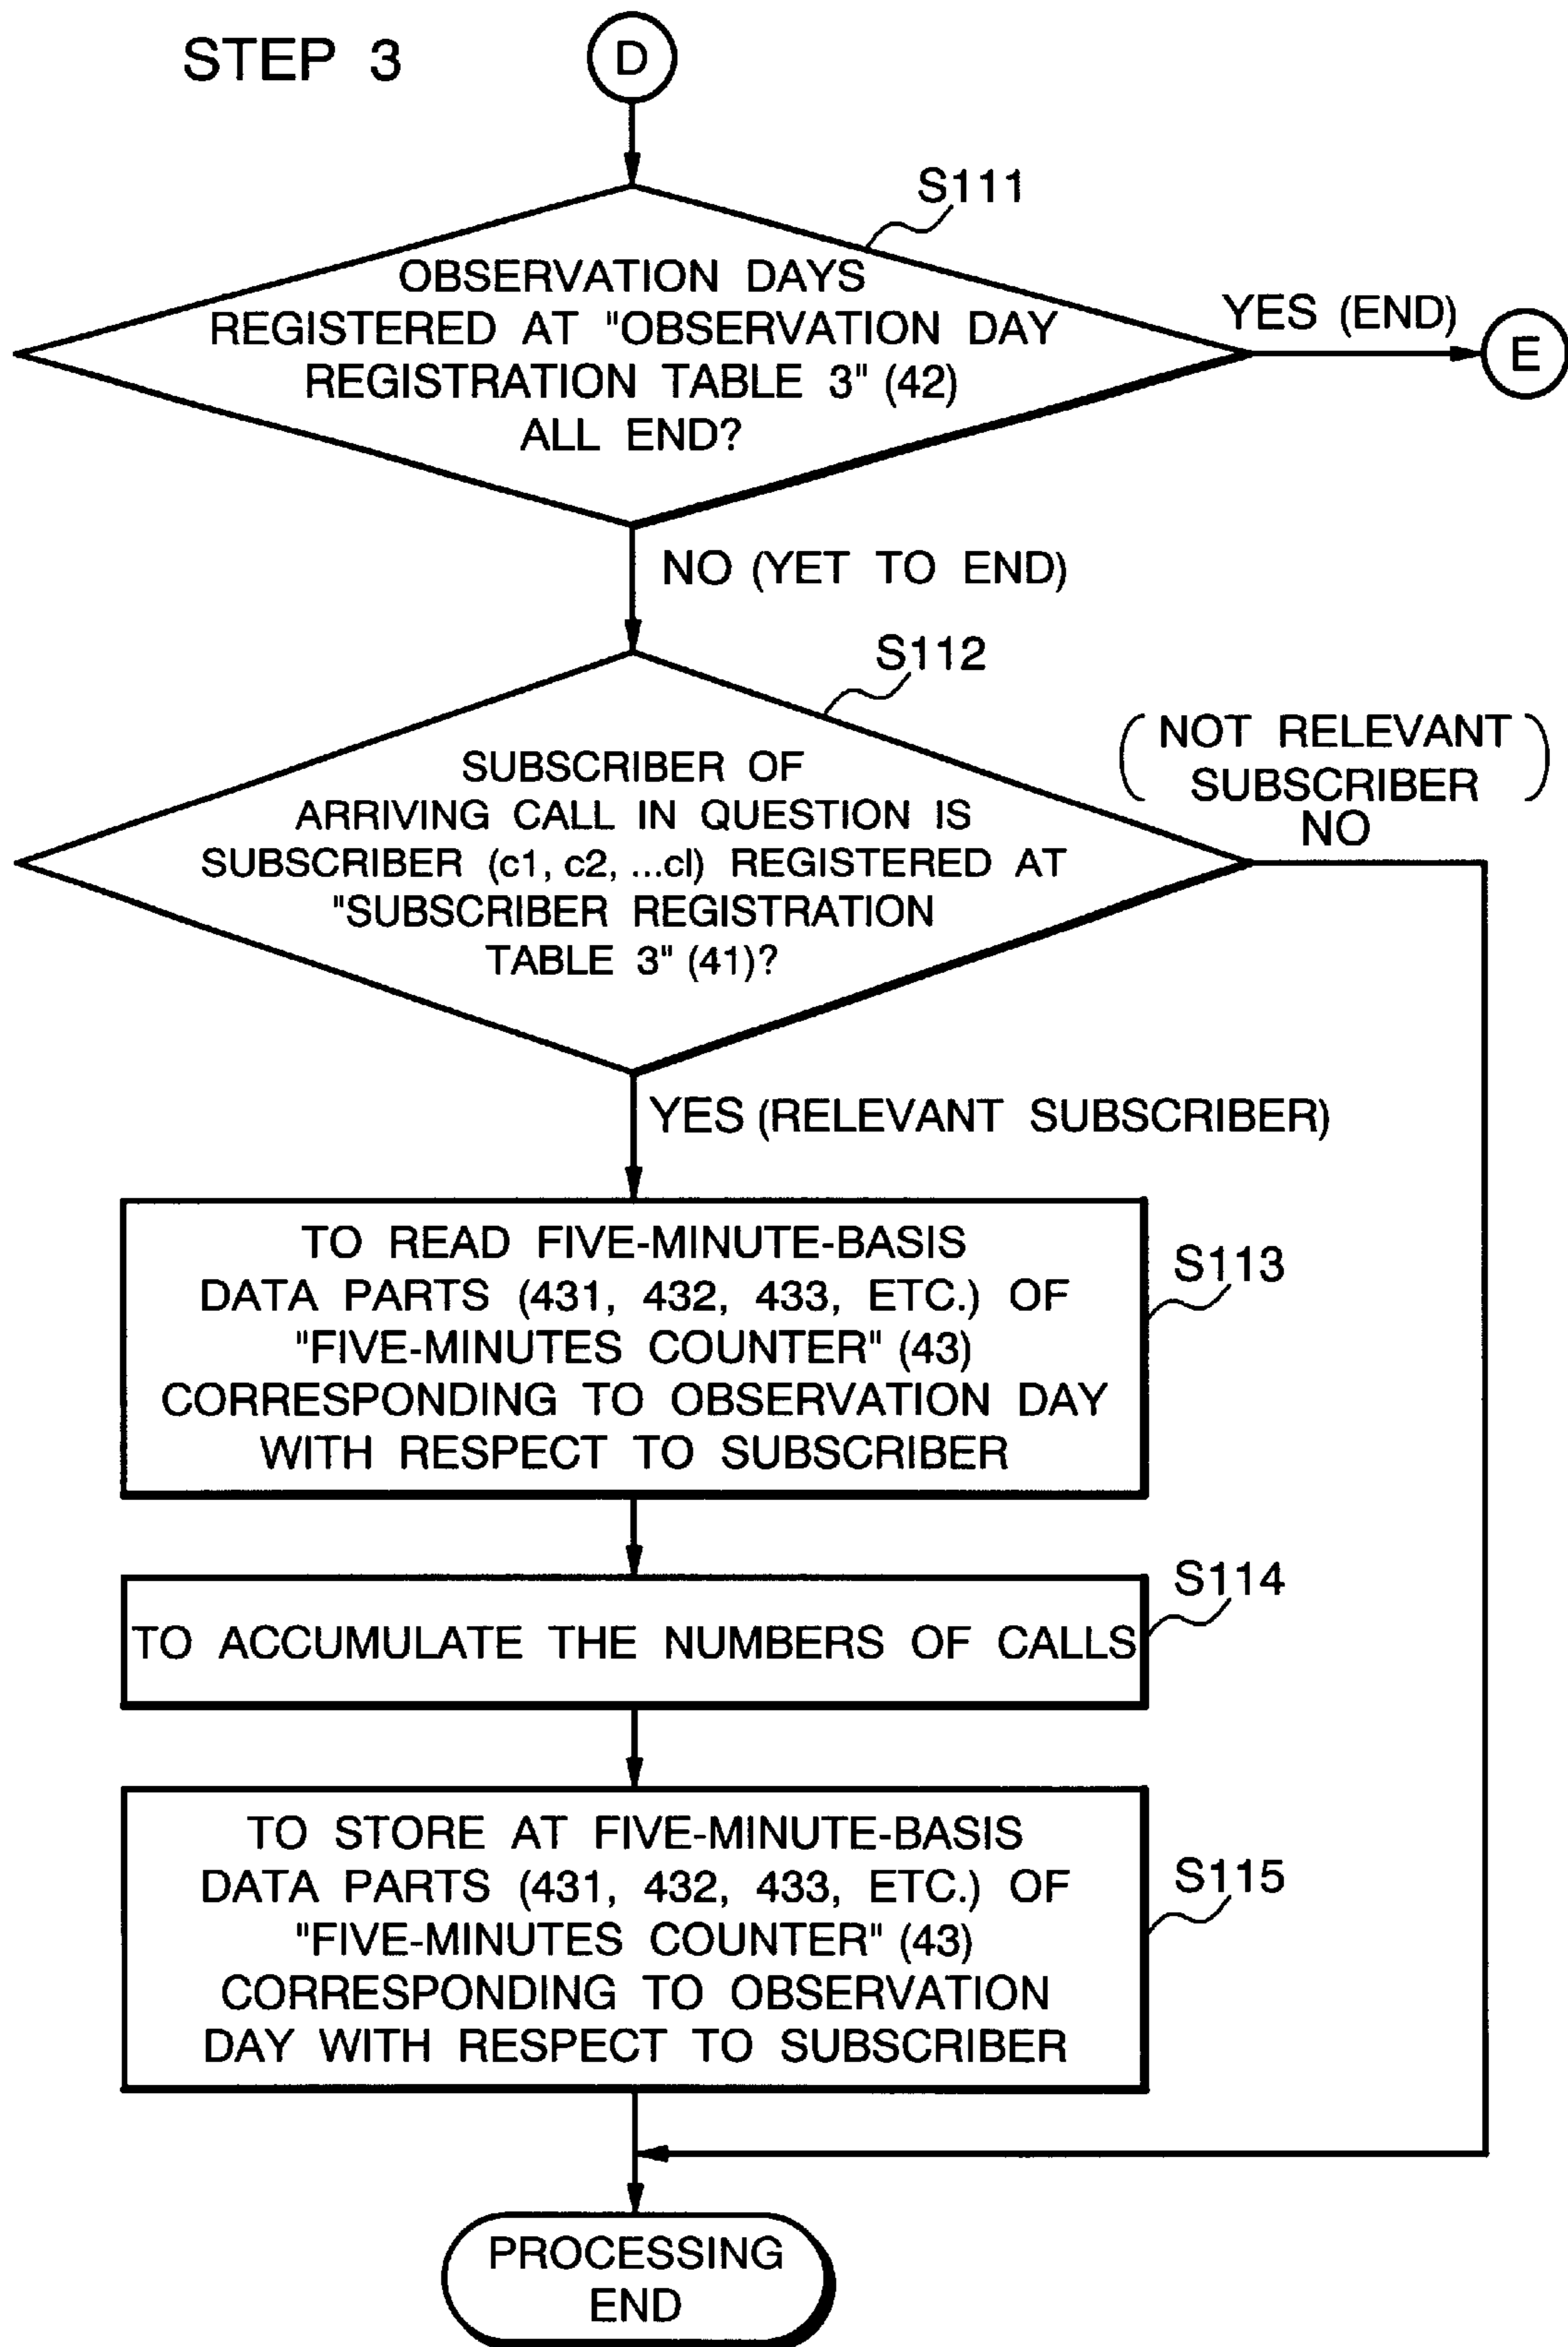 STEP 3
D
S111
OBSERVATION DAYS
REGISTERED AT "OBSERVATION DAY
REGISTRATION TABLE 3" (42)
ALL END?
YES (END)
E
NO (YET TO END)
S112
SUBSCRIBER OF
ARRIVING CALL IN QUESTION IS
SUBSCRIBER (c1, c2, ...cl) REGISTERED AT
"SUBSCRIBER REGISTRATION
TABLE 3" (41)?
(NOT RELEVANT
SUBSCRIBER)
NO
YES (RELEVANT SUBSCRIBER)
TO READ FIVE-MINUTE-BASIS
DATA PARTS (431, 432, 433, ETC.) OF
"FIVE-MINUTES COUNTER" (43)
CORRESPONDING TO OBSERVATION DAY
WITH RESPECT TO SUBSCRIBER
S113
S114
TO ACCUMULATE THE NUMBERS OF CALLS
TO STORE AT FIVE-MINUTE-BASIS
DATA PARTS (431, 432, 433, ETC.) OF
"FIVE-MINUTES COUNTER" (43)
CORRESPONDING TO OBSERVATION
DAY WITH RESPECT TO SUBSCRIBER
S115
PROCESSING
END